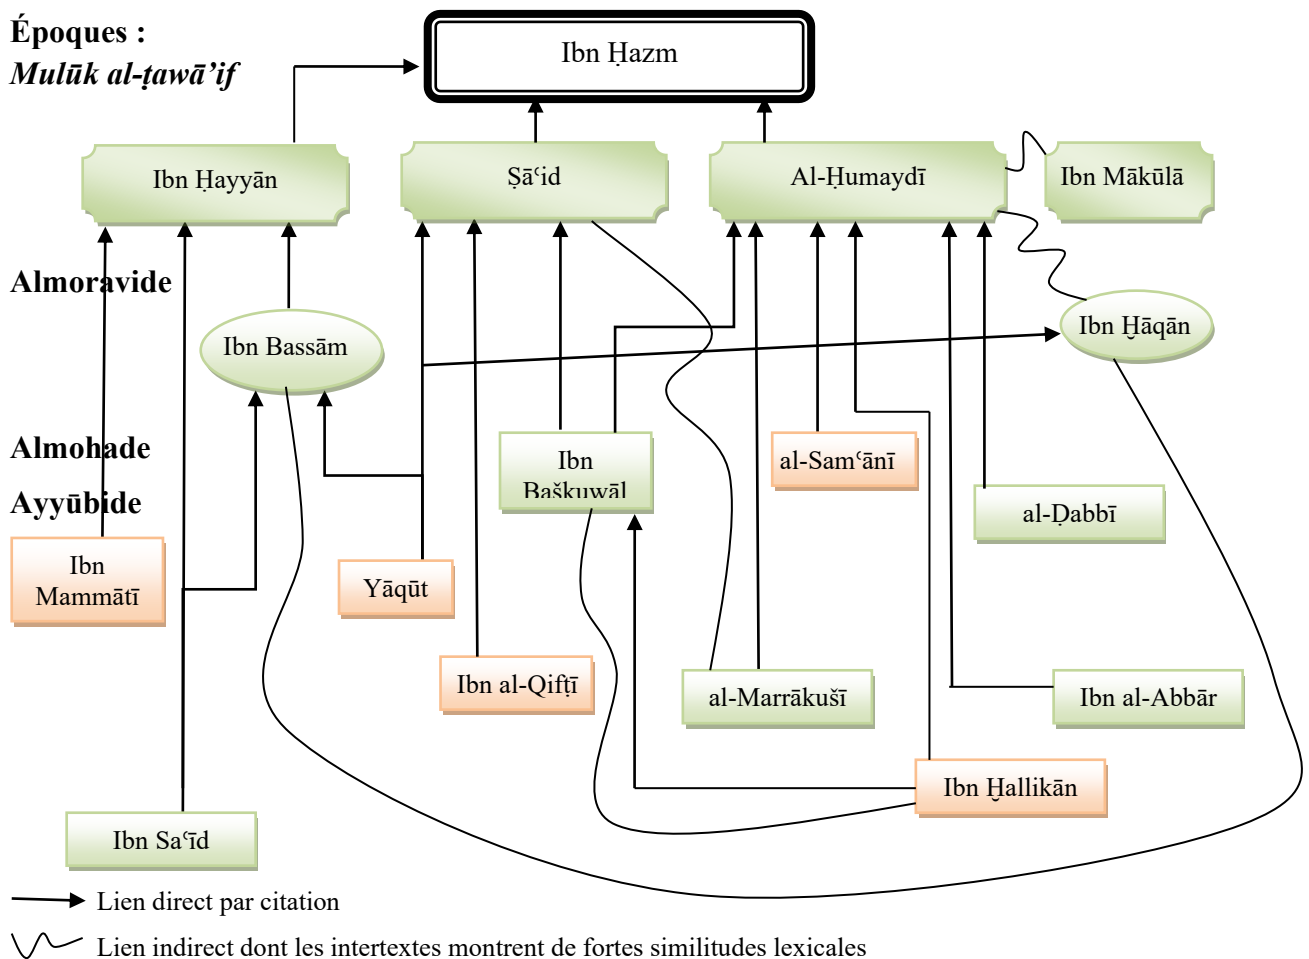 Époques :
Mulūk al-ṭawā’if
Ibn Ḥazm
Ibn Ḥayyān
Ṣāʿid
Al-Ḥumaydī
Ibn Mākūlā
Almoravide
Ibn Bassām
Ibn Ḫāqān
Almohade
Ayyūbide
Ibn
Baškuwāl
al-Samʿānī
al-Ḍabbī
Ibn
Mammātī
Yāqūt
Ibn al-Qifṭī
al-Marrākušī
Ibn al-Abbār
Ibn Ḫallikān
Ibn Saʿīd
Lien direct par citation
Lien indirect dont les intertextes montrent de fortes similitudes lexicales